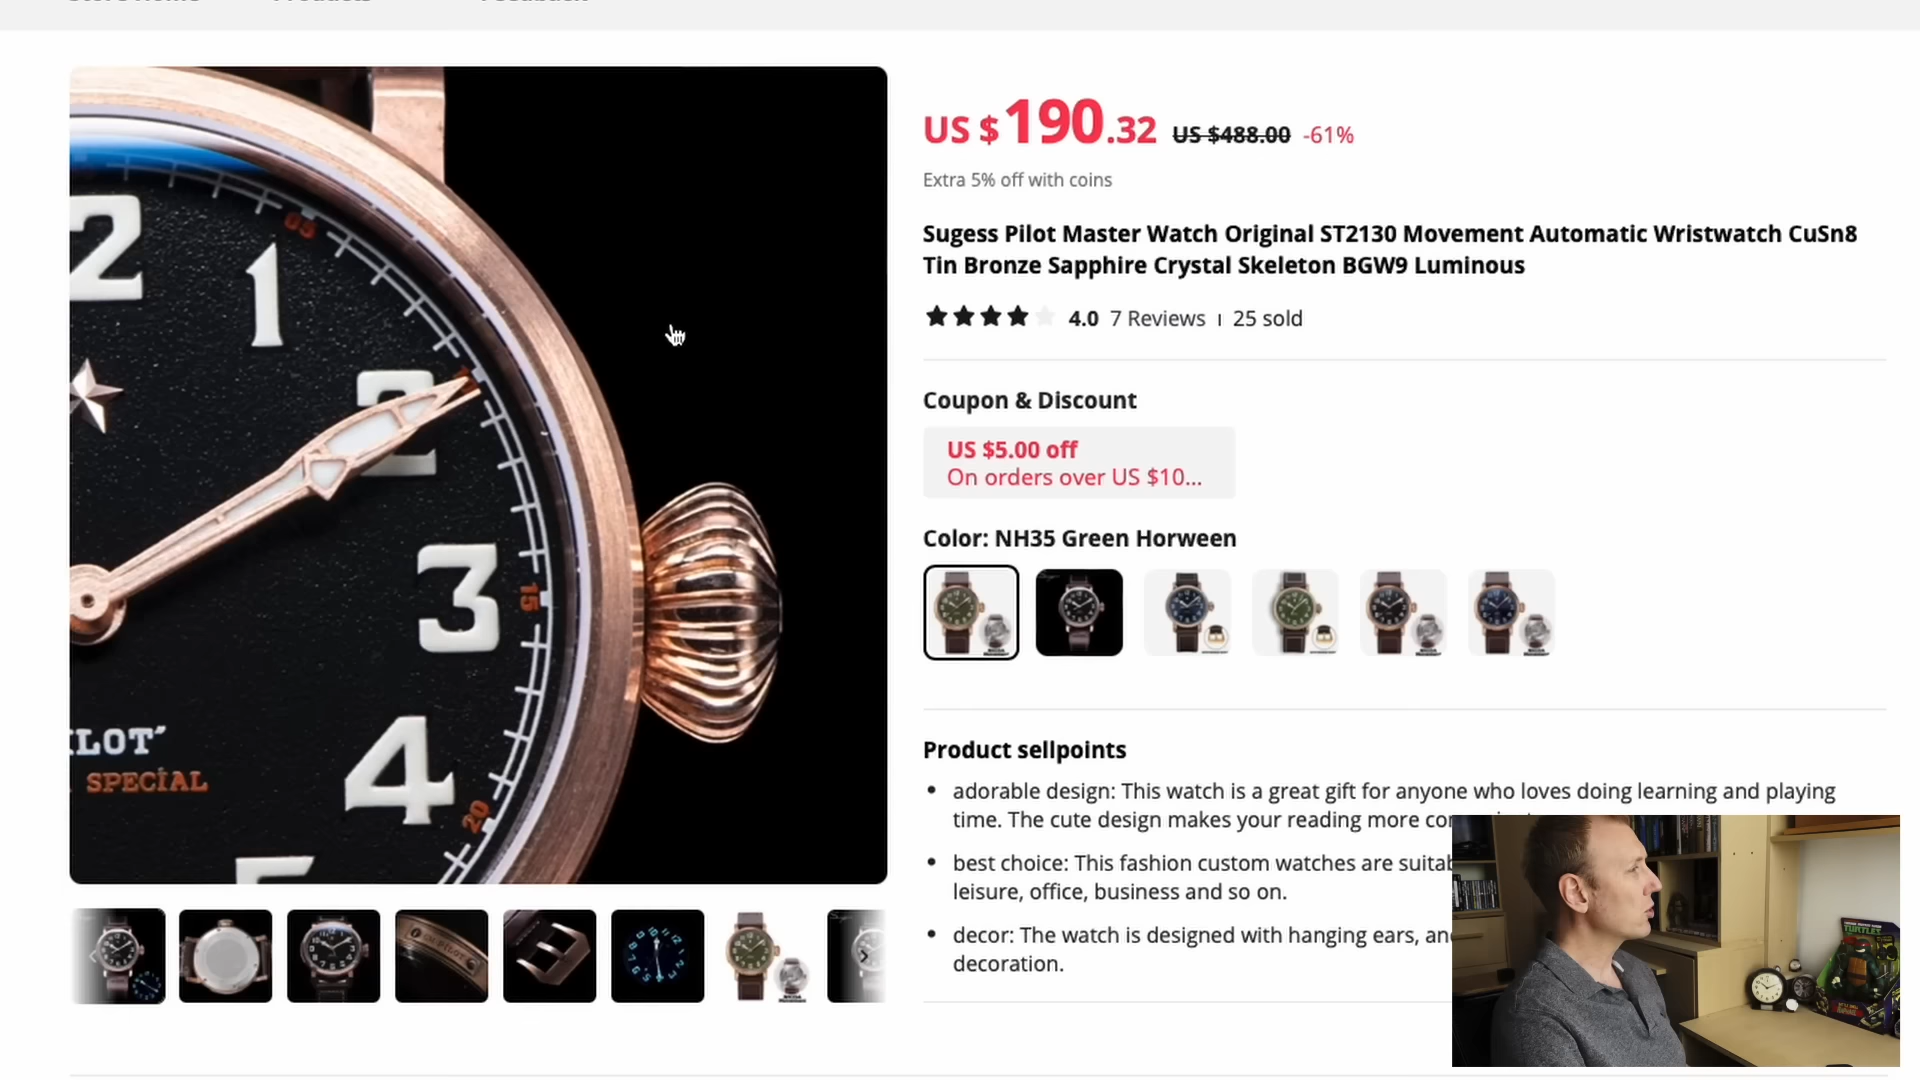 US $190.32 US $488.00 -61%
Extra 5% off with coins
Sugess Pilot Master Watch Original ST2130 Movement Automatic Wristwatch CuSn8
Tin Bronze Sapphire Crystal Skeleton BGW9 Luminous
4.0 7 Reviews 25 sold
Coupon & Discount
US $5.00 off
On orders over US $10...
Color: NH35 Green Horween
Product sellpoints
adorable design: This watch is a great gift for anyone who loves doing learning and playing
time. The cute design makes your reading more
best choice: This fashion custom watches are
leisure, office, business and so on.
decor: The watch is designed with hanging ears,
decoration.
2
1
05
2
3
15
4
20
5
SPECIAL